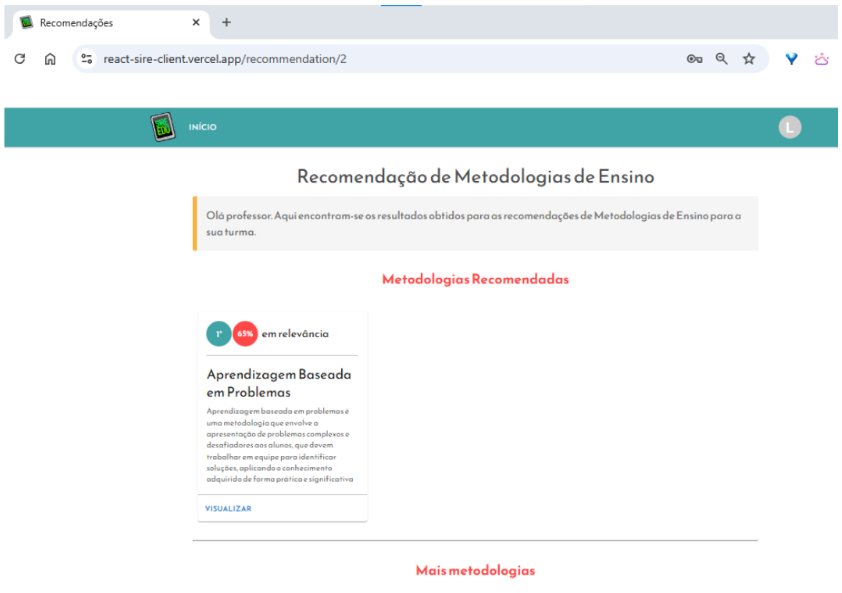 Recomendações
react-sire-client.vercel.app/recommendation/2
SIRE
EDU
INÍCIO
L
Recomendação de Metodologias de Ensino
Olá professor. Aqui encontram-se os resultados obtidos para as recomendações de Metodologias de Ensino para a
sua turma.
Metodologias Recomendadas
1° 65% em relevância
Aprendizagem Baseada
em Problemas
Aprendizagem baseada em problemas é
uma metodologia que envolve a
apresentação de problemas complexos e
desafiadores aos alunos, que devem
trabalhar em equipe para identificar
soluções, aplicando o conhecimento
adquirido de forma prática e significativa
VISUALIZAR
Mais metodologias